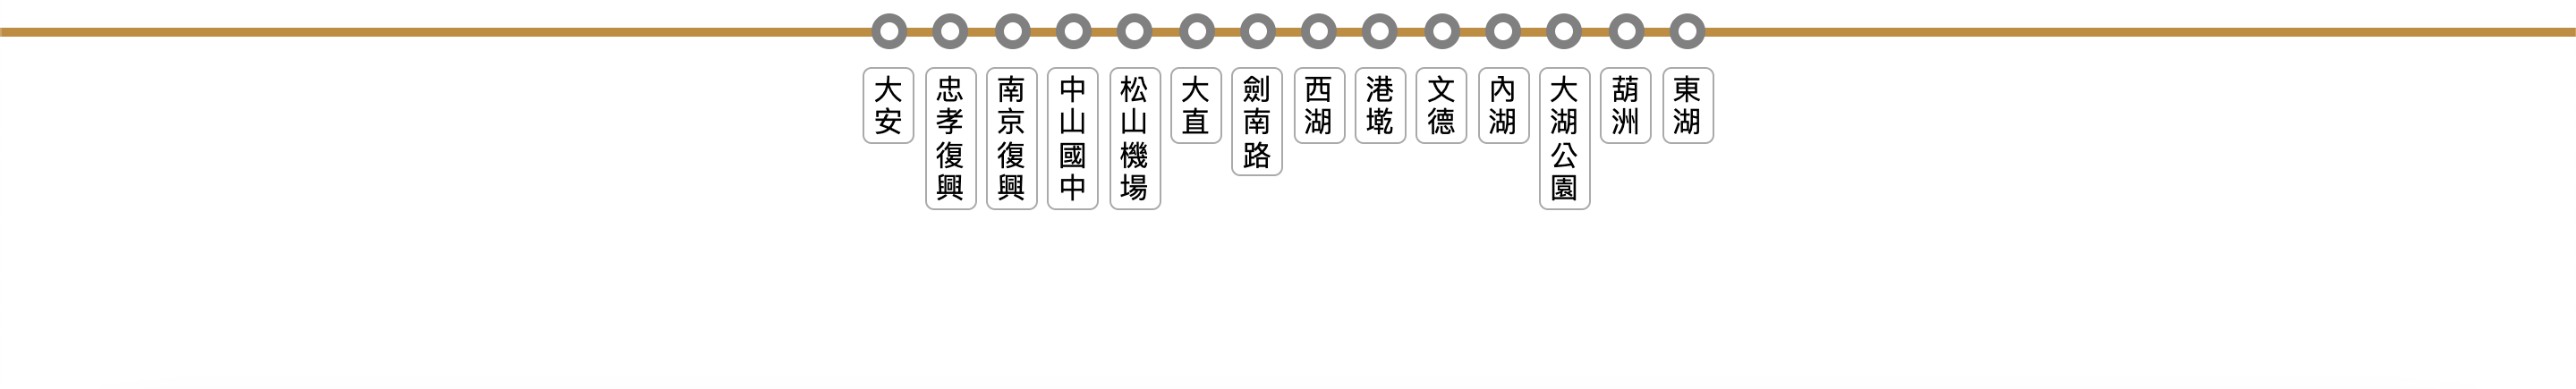 大安
忠孝復興
南京復興
中山國中
松山機場
大直
劍南路
西湖
港墘
文德
內湖
大湖公園
葫洲
東湖